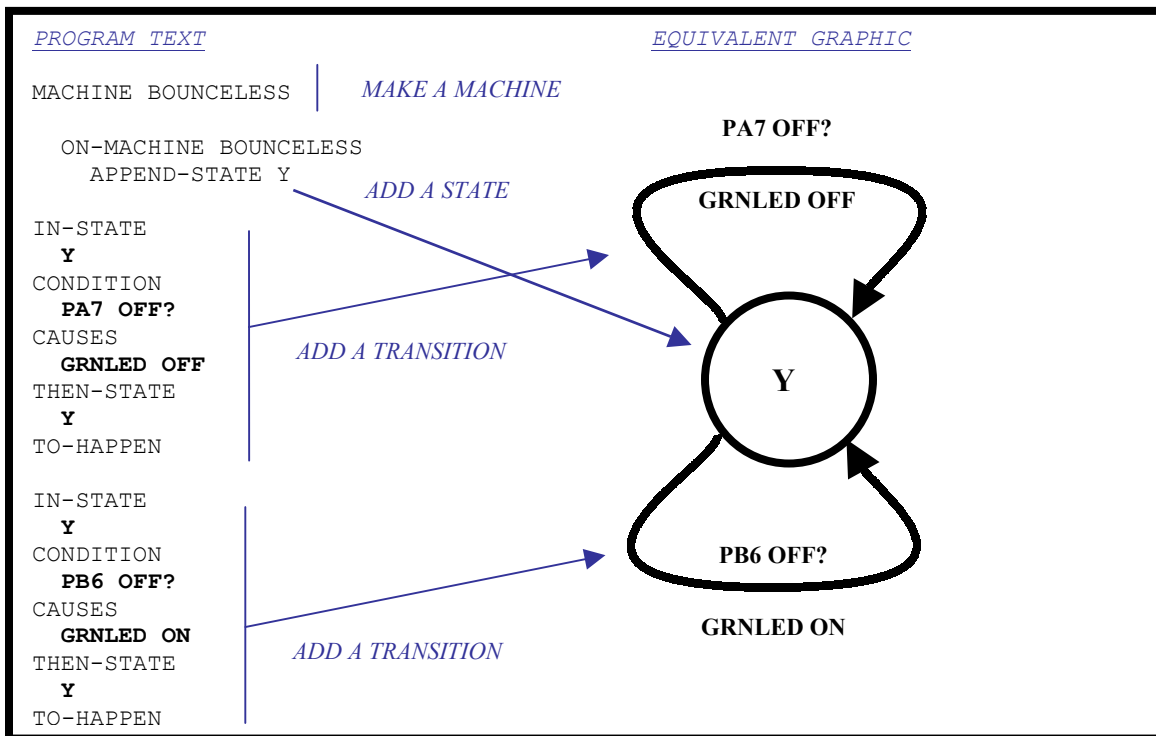 PROGRAM TEXT
EQUIVALENT GRAPHIC
MACHINE BOUNCELESS
MAKE A MACHINE
ON-MACHINE BOUNCELESS
APPEND-STATE Y
ADD A STATE
IN-STATE
Y
CONDITION
PA7 OFF?
CAUSES
GRNLED OFF
THEN-STATE
Y
TO-HAPPEN
ADD A TRANSITION
IN-STATE
Y
CONDITION
PB6 OFF?
CAUSES
GRNLED ON
THEN-STATE
Y
TO-HAPPEN
ADD A TRANSITION
PA7 OFF?
GRNLED OFF
Y
PB6 OFF?
GRNLED ON